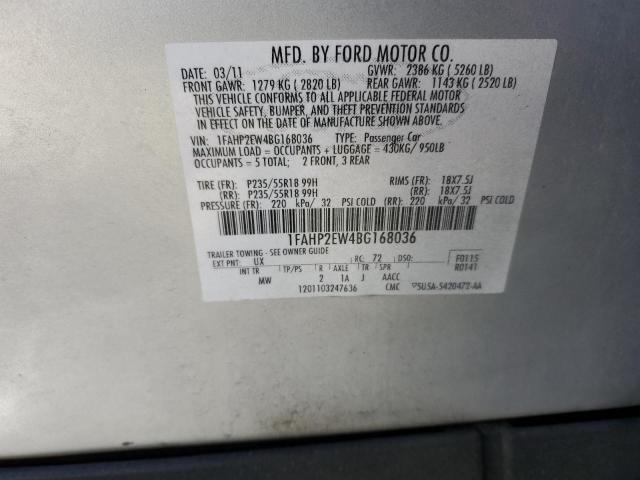 MFD. BY FORD MOTOR CO.
DATE: 03/11 GVWR: 2386 KG ( 5260 LB)
FRONT GAWR: 1279 KG ( 2820 LB) REAR GAWR: 1143 KG ( 2520 LB)
THIS VEHICLE CONFORMS TO ALL APPLICABLE FEDERAL MOTOR
VEHICLE SAFETY, BUMPER, AND THEFT PREVENTION STANDARDS
IN EFFECT ON THE DATE OF MANUFACTURE SHOWN ABOVE.
VIN: 1FAHP2EW4BG168036 TYPE: Passenger Car
MAXIMUM LOAD = OCCUPANTS + LUGGAGE = 430KG/ 950LB
OCCUPANTS = 5 TOTAL; 2 FRONT, 3 REAR
TIRE (FR): P235/55R18 99H RIMS (FR): 18X7.5J
(RR): P235/55R18 99H (RR): 18X7.5J
PRESSURE (FR): 220 kPa/ 32 PSI COLD (RR): 220 kPa/ 32 PSI COLD
1FAHP2EW4BG168036
TRAILER TOWING - SEE OWNER GUIDE
EXT PNT: UX RC: 72 DSO: F0115
INT TR TP/PS R AXLE TR SPR R0141
MW 2 1A J AACC
1201103247636 CMC ▽5U5A-5420472-AA